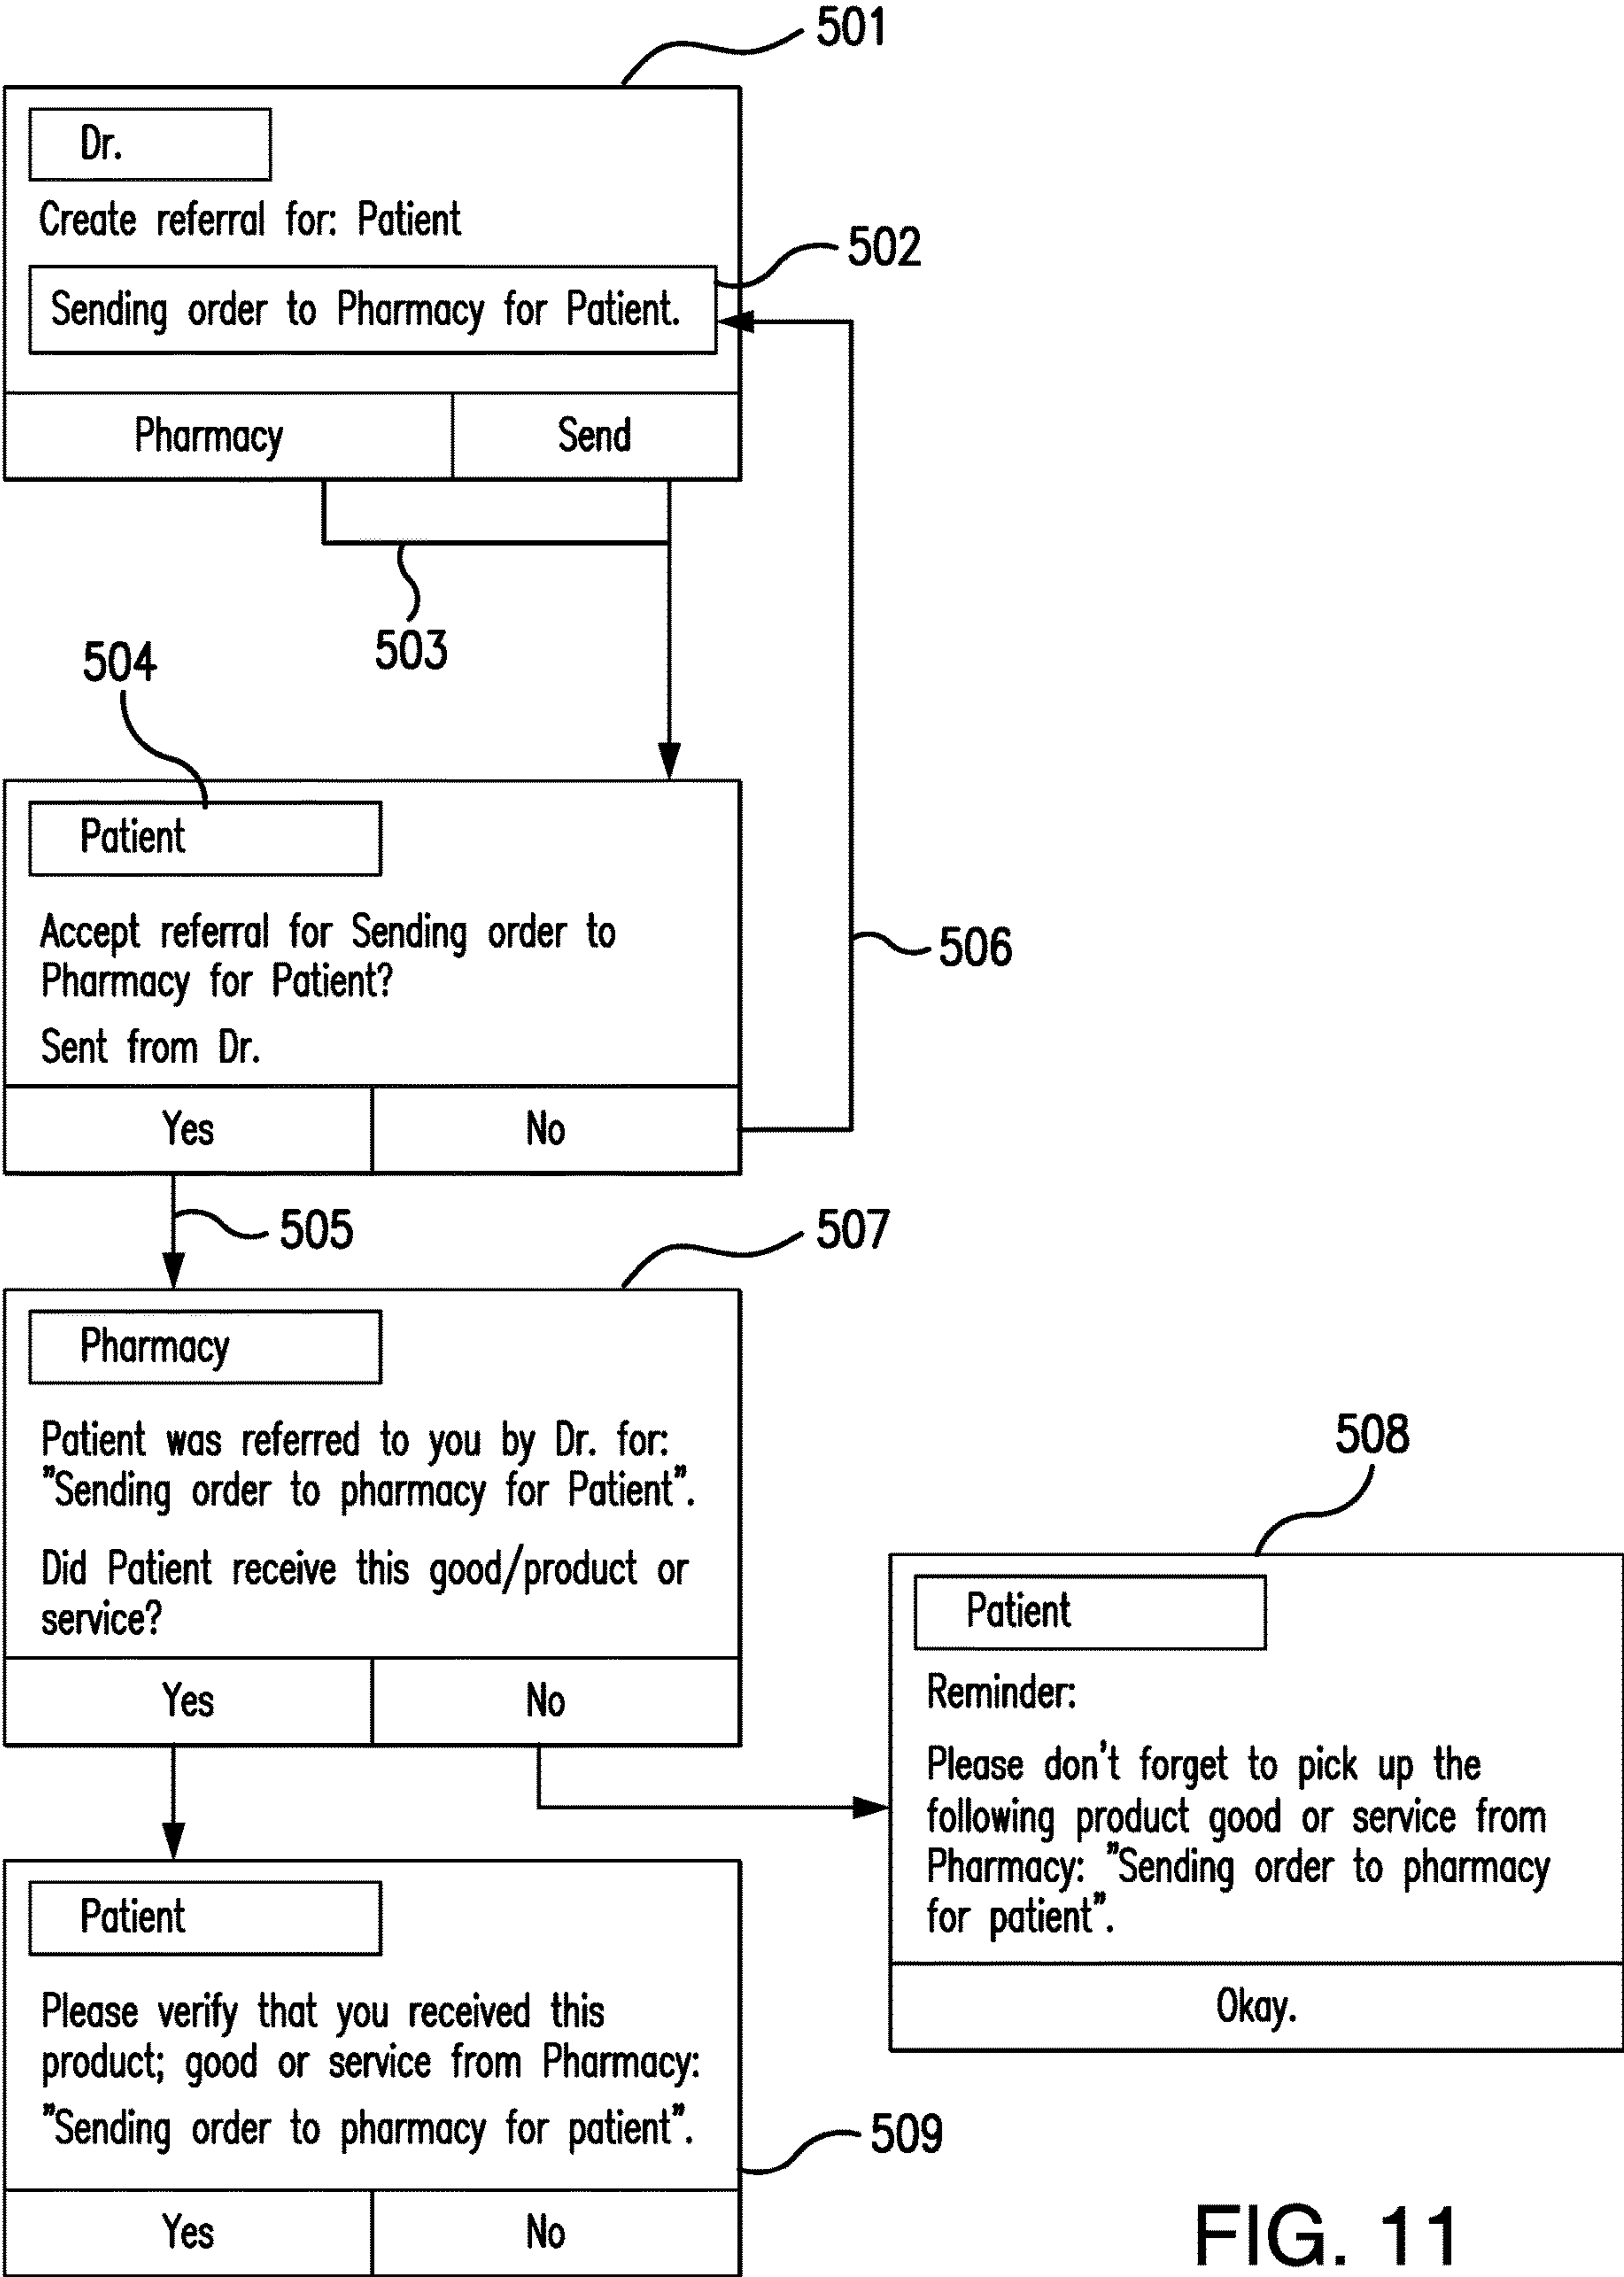 501
Dr.
Create referral for: Patient
502
Sending order to Pharmacy for Patient.
Pharmacy Send
503
504
Patient
Accept referral for Sending order to
Pharmacy for Patient?
Sent from Dr.
506
Yes No
505
507
Pharmacy
Patient was referred to you by Dr. for:
"Sending order to pharmacy for Patient".
Did Patient receive this good/product or
service?
Yes No
508
Patient
Reminder:
Please don't forget to pick up the
following product good or service from
Pharmacy: "Sending order to pharmacy
for patient".
Okay.
Patient
Please verify that you received this
product; good or service from Pharmacy:
"Sending order to pharmacy for patient".
509
Yes No
FIG. 11